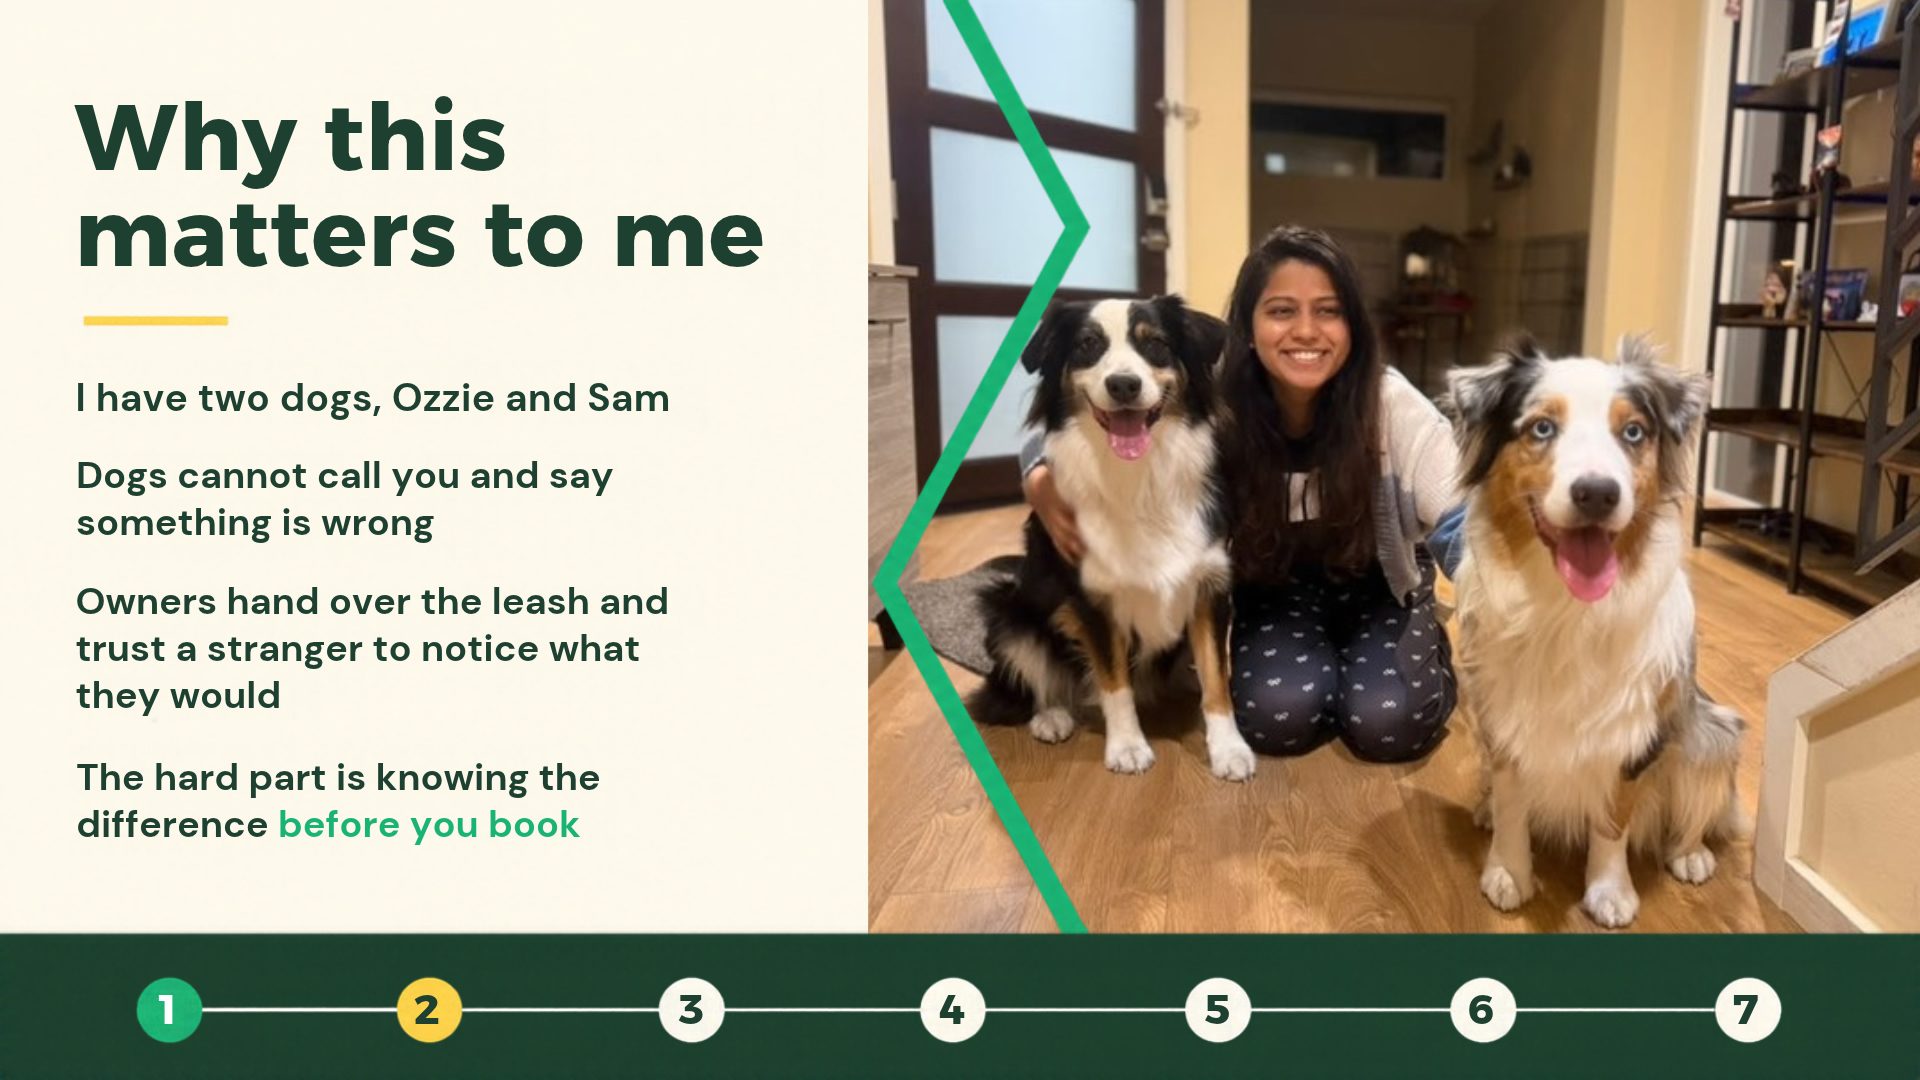 Why this
matters to me
I have two dogs, Ozzie and Sam
Dogs cannot call you and say
something is wrong
Owners hand over the leash and
trust a stranger to notice what
they would
The hard part is knowing the
difference before you book
1 2 3 4 5 6 7